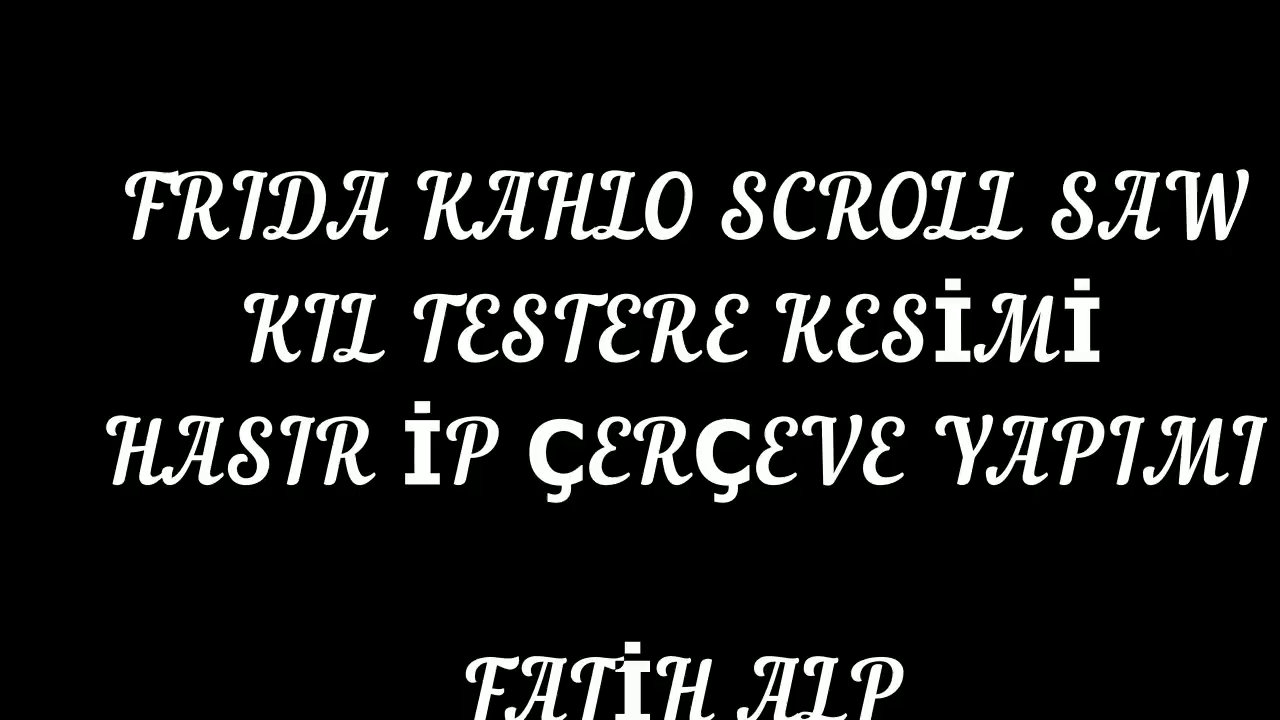 FRIDA KAHLO SCROLL SAW
KIL TESTERE KESİMİ
HASIR İP ÇERÇEVE YAPIMI
FATİH ALP